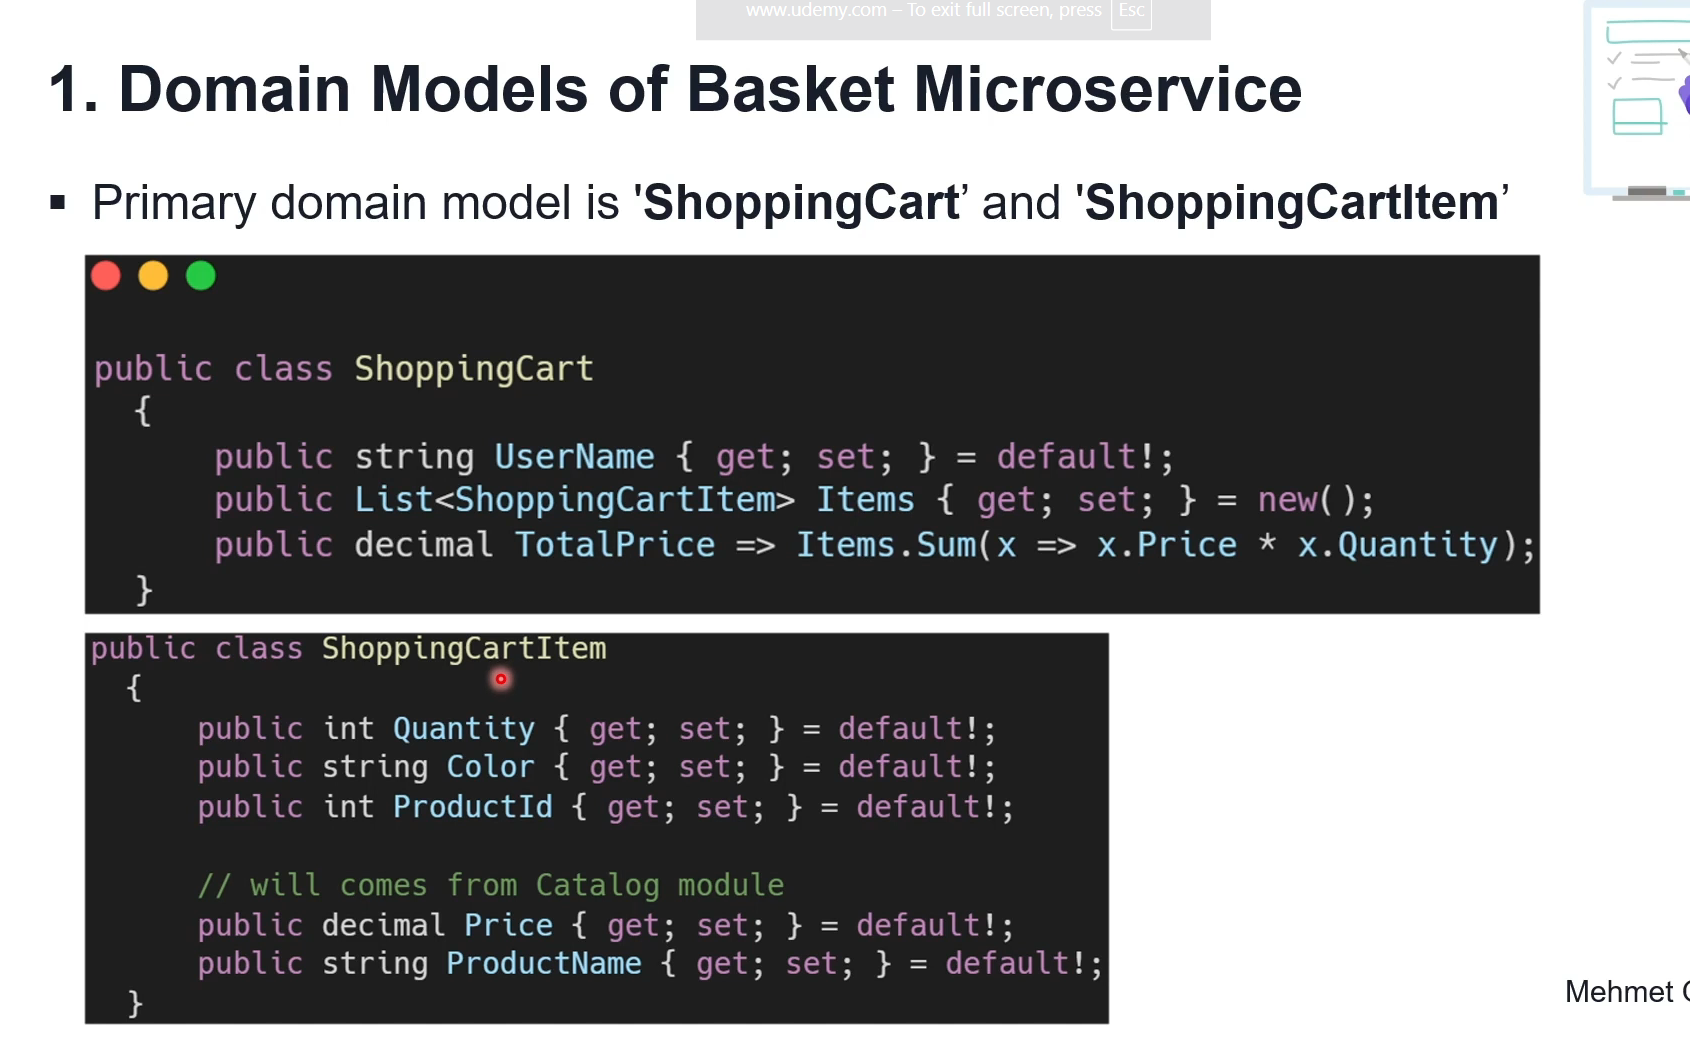 www.udemy.com – To exit full screen, press Esc
1. Domain Models of Basket Microservice
▪ Primary domain model is 'ShoppingCart’ and 'ShoppingCartItem’
public class ShoppingCart
{
public string UserName { get; set; } = default!;
public List<ShoppingCartItem> Items { get; set; } = new();
public decimal TotalPrice => Items.Sum(x => x.Price * x.Quantity);
}
public class ShoppingCartItem
{
public int Quantity { get; set; } = default!;
public string Color { get; set; } = default!;
public int ProductId { get; set; } = default!;
// will comes from Catalog module
public decimal Price { get; set; } = default!;
public string ProductName { get; set; } = default!;
}
Mehmet